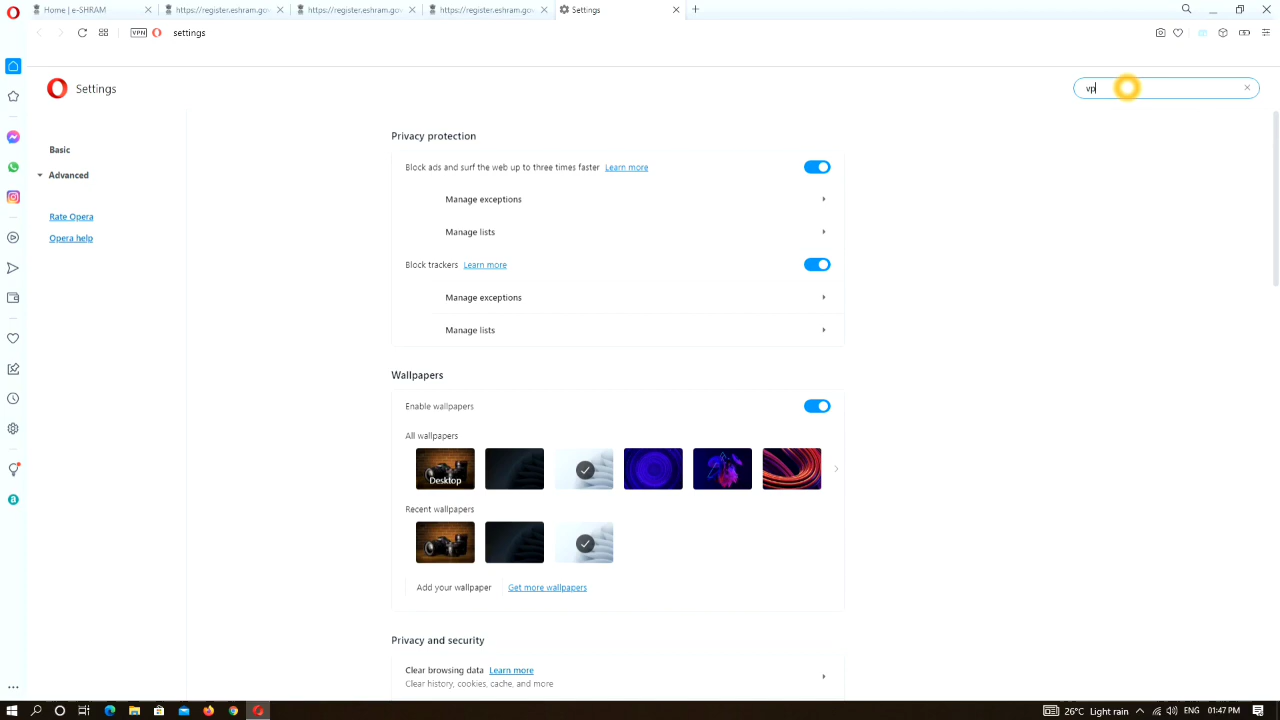 Home | e-SHRAM
https://register.eshram.gov
https://register.eshram.gov
https://register.eshram.gov
Settings
VPN
settings
Settings
vp
Basic
Advanced
Rate Opera
Opera help
Privacy protection
Block ads and surf the web up to three times faster Learn more
Manage exceptions
Manage lists
Block trackers Learn more
Manage exceptions
Manage lists
Wallpapers
Enable wallpapers
All wallpapers
Desktop
Recent wallpapers
Add your wallpaper Get more wallpapers
Privacy and security
Clear browsing data Learn more
Clear history, cookies, cache, and more
26°C Light rain ENG 01:47 PM